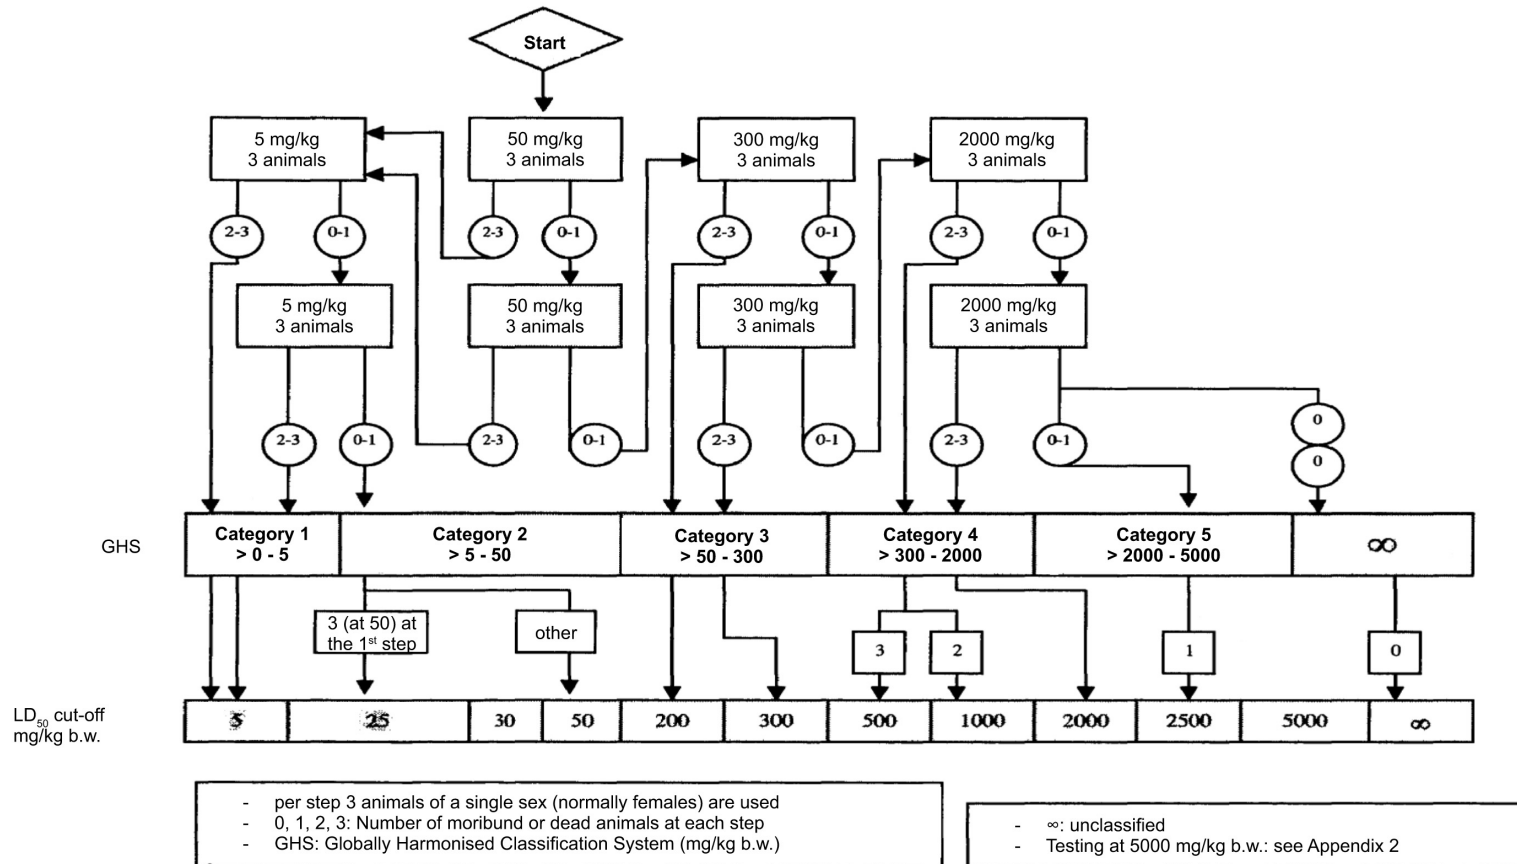 Start
5 mg/kg
3 animals
50 mg/kg
3 animals
300 mg/kg
3 animals
2000 mg/kg
3 animals
2-3
0-1
2-3
0-1
2-3
0-1
2-3
0-1
5 mg/kg
3 animals
50 mg/kg
3 animals
300 mg/kg
3 animals
2000 mg/kg
3 animals
2-3
0-1
2-3
0-1
2-3
0-1
2-3
0-1
0
0
GHS
Category 1
> 0 - 5
Category 2
> 5 - 50
Category 3
> 50 - 300
Category 4
> 300 - 2000
Category 5
> 2000 - 5000
∞
3 (at 50) at
the 1st step
other
3
2
1
0
LD50 cut-off
mg/kg b.w.
5
25
30
50
200
300
500
1000
2000
2500
5000
∞
- per step 3 animals of a single sex (normally females) are used
- 0, 1, 2, 3: Number of moribund or dead animals at each step
- GHS: Globally Harmonised Classification System (mg/kg b.w.)
- ∞: unclassified
- Testing at 5000 mg/kg b.w.: see Appendix 2